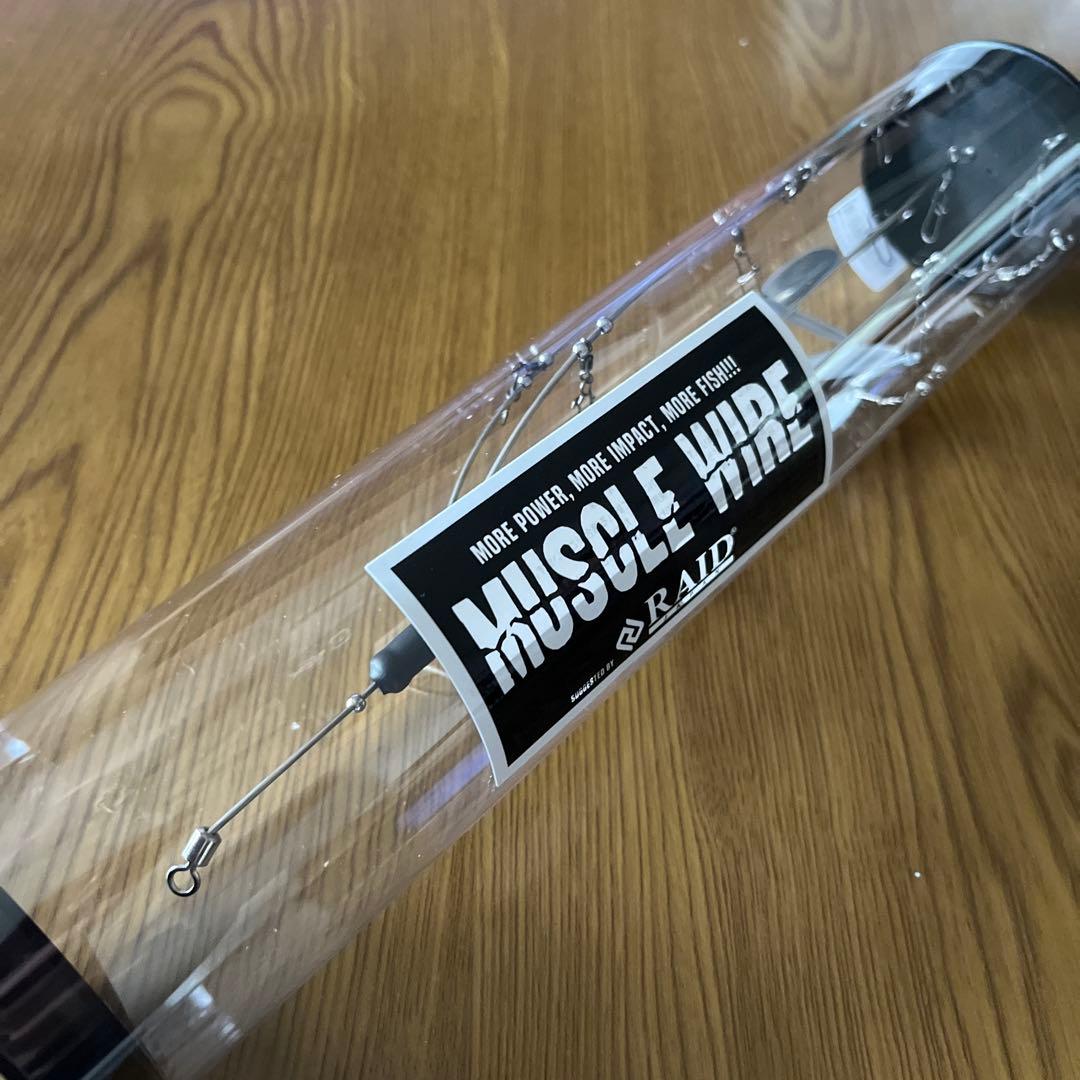 MORE POWER, MORE IMPACT, MORE FISH!!!
MUSCLE WIRE
SUGGESTED BY RAID®